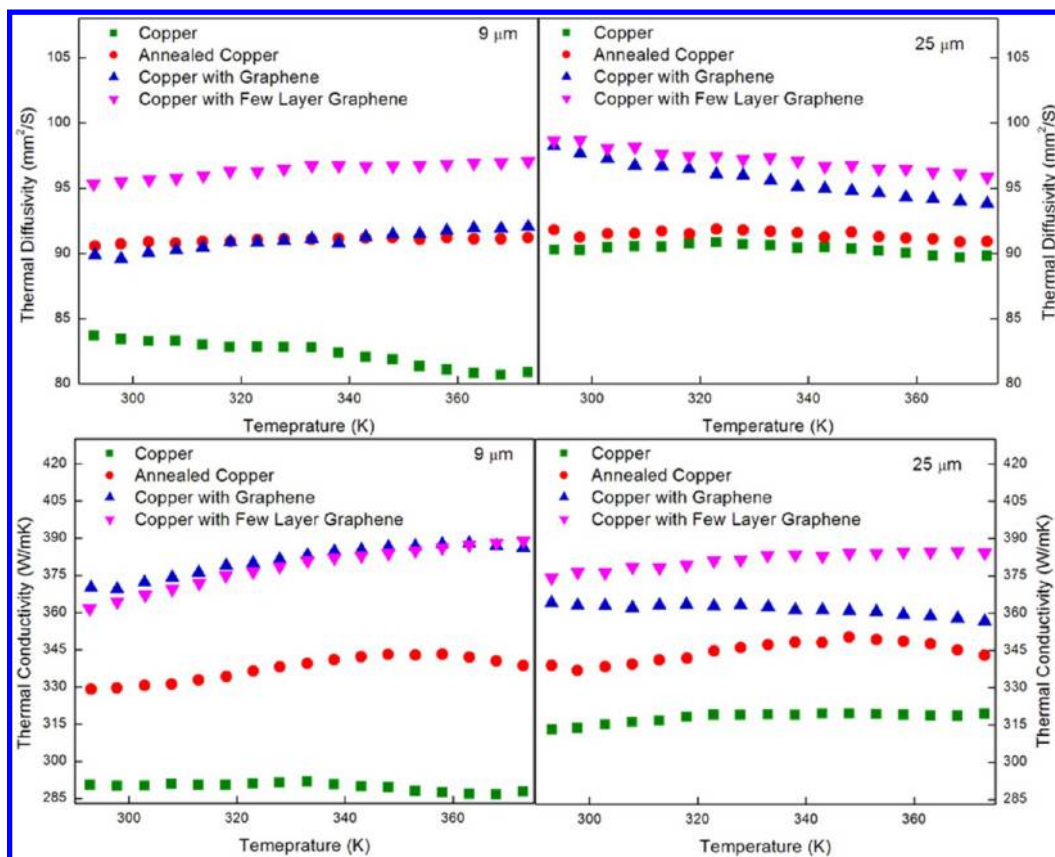 105
100
95
90
85
80
Thermal Diffusivity (mm²/S)
Copper
Annealed Copper
Copper with Graphene
Copper with Few Layer Graphene
9 μm
300
320
340
360
Temeprature (K)
Copper
Annealed Copper
Copper with Graphene
Copper with Few Layer Graphene
25 μm
300
320
340
360
Temperature (K)
105
100
95
90
85
80
Thermal Diffusivity (mm²/S)
420
405
390
375
360
345
330
315
300
285
Thermal Conductivity (W/mK)
Copper
Annealed Copper
Copper with Graphene
Copper with Few Layer Graphene
9 μm
300
320
340
360
Temeprature (K)
Copper
Annealed Copper
Copper with Graphene
Copper with Few Layer Graphene
25 μm
300
320
340
360
Temperature (K)
420
405
390
375
360
345
330
315
300
285
Thermal Conductivity (W/mK)